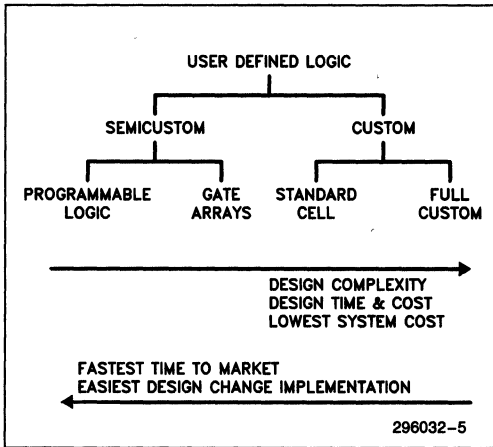 USER DEFINED LOGIC
SEMICUSTOM CUSTOM
PROGRAMMABLE LOGIC
GATE ARRAYS
STANDARD CELL
FULL CUSTOM
DESIGN COMPLEXITY
DESIGN TIME & COST
LOWEST SYSTEM COST
FASTEST TIME TO MARKET
EASIEST DESIGN CHANGE IMPLEMENTATION
296032-5